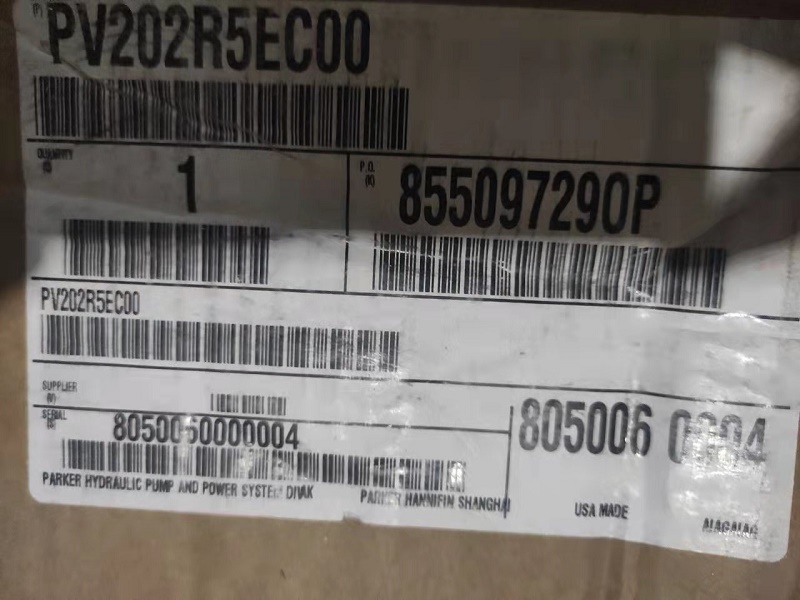 (P)
PV202R5EC00
QUANTITY
1
P.O.
(K)
855097290P
PV202R5EC00
SUPPLIER
(V)
SERIAL
(S)
8050060000004
805006
PARKER HYDRAULIC PUMP AND POWER SYSTEM DIV
PARKER HANNIFIN SHANGHAI
USA MADE